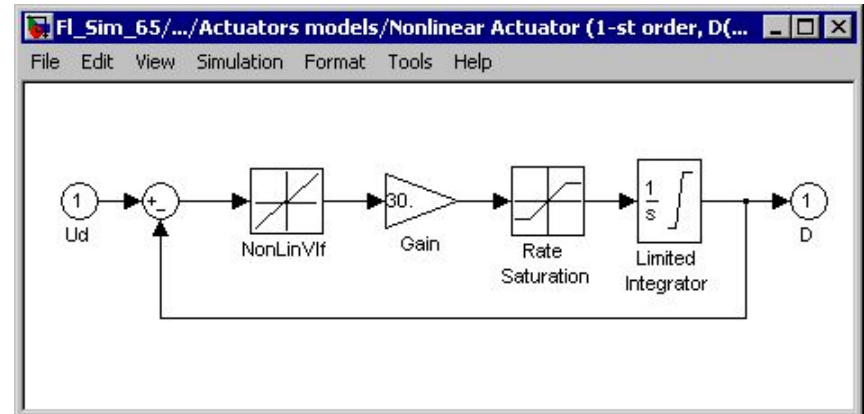 Fl_Sim_65/.../Actuators models/Nonlinear Actuator (1-st order, D(...
File Edit View Simulation Format Tools Help
1
Ud
+
-
NonLinVlf
30.
Gain
Rate
Saturation
1
s
Limited
Integrator
1
D